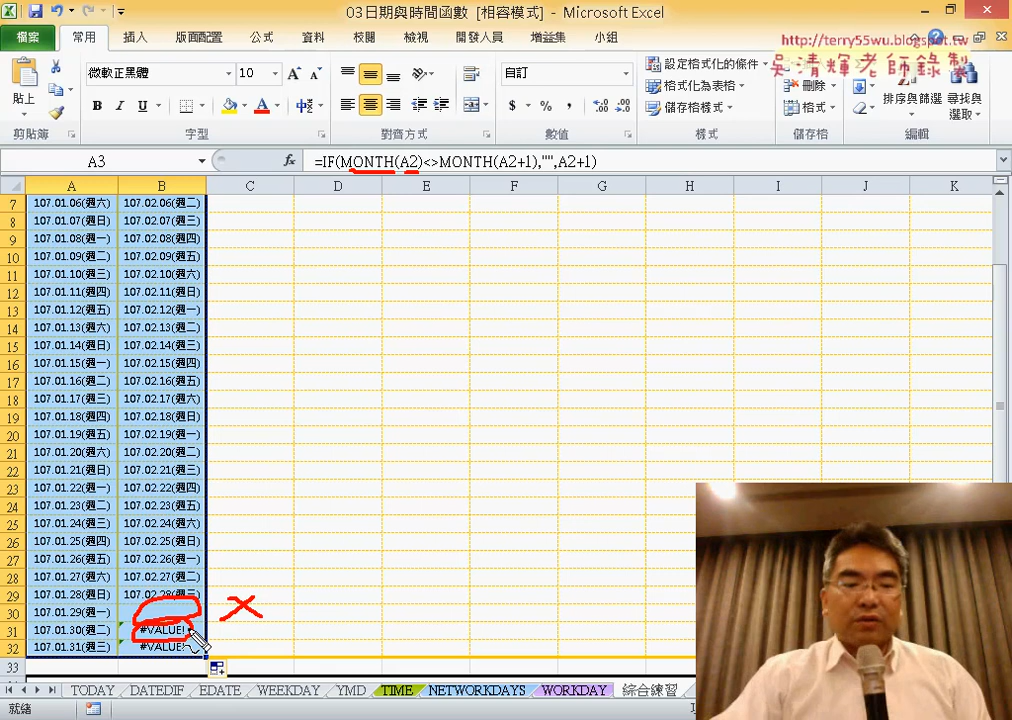 03日期與時間函數 [相容模式] - Microsoft Excel
http://terry55wu.blogspot.tw
吳清輝老師錄製
檔案 常用 插入 版面配置 公式 資料 校閱 檢視 開發人員 增益集 小組
貼上 微軟正黑體 10 自訂 設定格式化的條件 刪除 排序與篩選 尋找與選取
B I U 中 $ % , 格式化為表格 格式 儲存格樣式
剪貼簿 字型 對齊方式 數值 樣式 儲存格 編輯
A3 fx =IF(MONTH(A2)<>MONTH(A2+1),"",A2+1)
A B C D E F G H I J K
7 107.01.06(週六) 107.02.06(週二)
8 107.01.07(週日) 107.02.07(週三)
9 107.01.08(週一) 107.02.08(週四)
10 107.01.09(週二) 107.02.09(週五)
11 107.01.10(週三) 107.02.10(週六)
12 107.01.11(週四) 107.02.11(週日)
13 107.01.12(週五) 107.02.12(週一)
14 107.01.13(週六) 107.02.13(週二)
15 107.01.14(週日) 107.02.14(週三)
16 107.01.15(週一) 107.02.15(週四)
17 107.01.16(週二) 107.02.16(週五)
18 107.01.17(週三) 107.02.17(週六)
19 107.01.18(週四) 107.02.18(週日)
20 107.01.19(週五) 107.02.19(週一)
21 107.01.20(週六) 107.02.20(週二)
22 107.01.21(週日) 107.02.21(週三)
23 107.01.22(週一) 107.02.22(週四)
24 107.01.23(週二) 107.02.23(週五)
25 107.01.24(週三) 107.02.24(週六)
26 107.01.25(週四) 107.02.25(週日)
27 107.01.26(週五) 107.02.26(週一)
28 107.01.27(週六) 107.02.27(週二)
29 107.01.28(週日) 107.02.28(週三)
30 107.01.29(週一)
31 107.01.30(週二) #VALUE!
32 107.01.31(週三) #VALUE!
33
TODAY DATEDIF EDATE WEEKDAY YMD TIME NETWORKDAYS WORKDAY 綜合練習
就緒